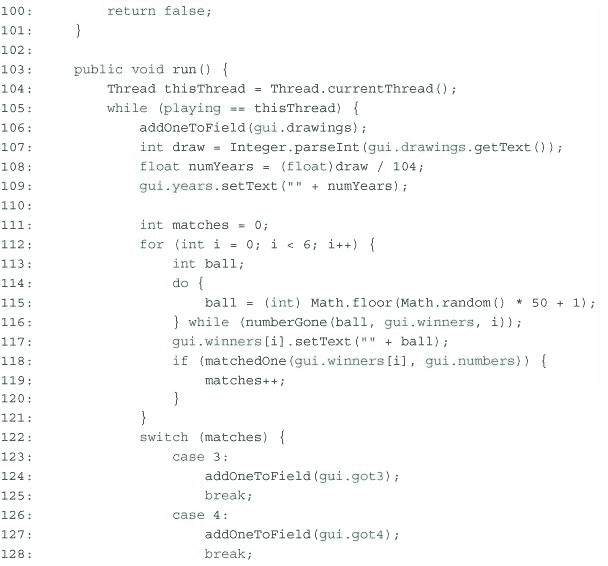 100:         return false;
101:     }
102:
103:     public void run() {
104:         Thread thisThread = Thread.currentThread();
105:         while (playing == thisThread) {
106:             addOneToField(gui.drawings);
107:             int draw = Integer.parseInt(gui.drawings.getText());
108:             float numYears = (float)draw / 104;
109:             gui.years.setText("" + numYears);
110:
111:             int matches = 0;
112:             for (int i = 0; i < 6; i++) {
113:                 int ball;
114:                 do {
115:                     ball = (int) Math.floor(Math.random() * 50 + 1);
116:                 } while (numberGone(ball, gui.winners, i));
117:                 gui.winners[i].setText("" + ball);
118:                 if (matchedOne(gui.winners[i], gui.numbers)) {
119:                     matches++;
120:                 }
121:             }
122:             switch (matches) {
123:                 case 3:
124:                     addOneToField(gui.got3);
125:                     break;
126:                 case 4:
127:                     addOneToField(gui.got4);
128:                     break;